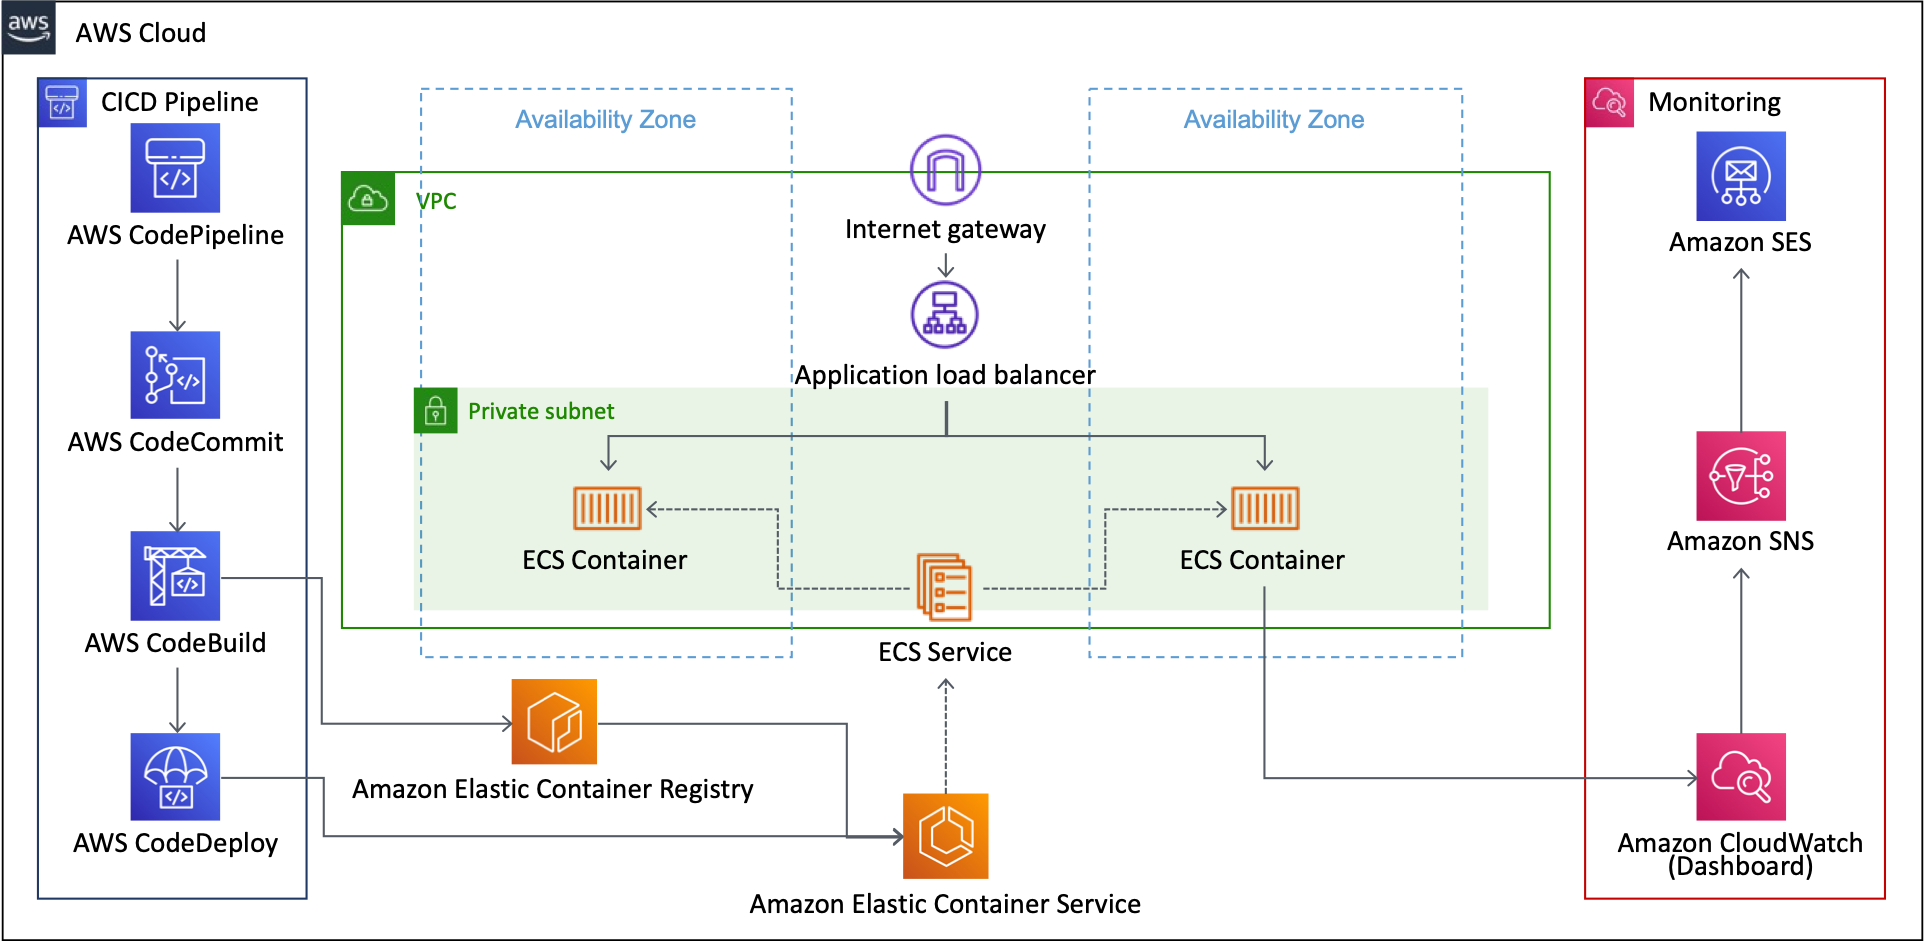 aws
AWS Cloud
CICD Pipeline
AWS CodePipeline
AWS CodeCommit
AWS CodeBuild
AWS CodeDeploy
Availability Zone
Availability Zone
VPC
Internet gateway
Application load balancer
Private subnet
ECS Container
ECS Container
ECS Service
Amazon Elastic Container Registry
Amazon Elastic Container Service
Monitoring
Amazon SES
Amazon SNS
Amazon CloudWatch
(Dashboard)